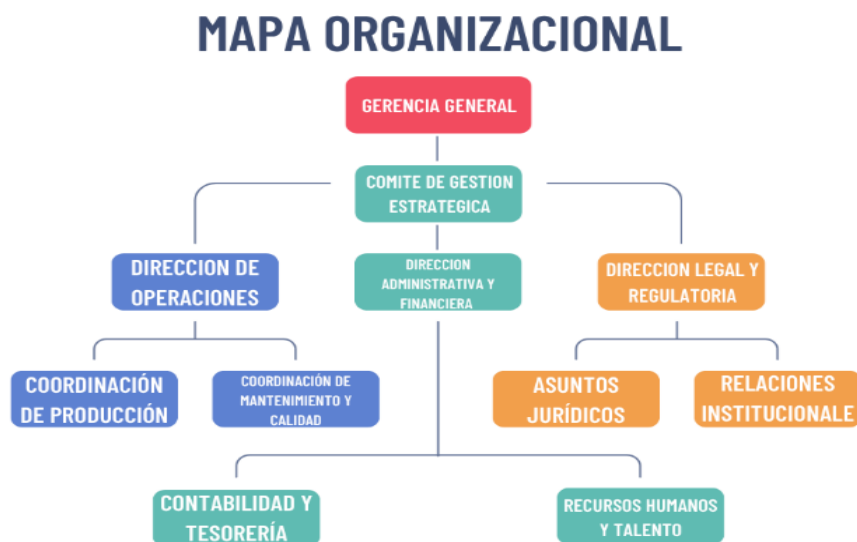 MAPA ORGANIZACIONAL
GERENCIA GENERAL
COMITE DE GESTION
ESTRATEGICA
DIRECCION DE
OPERACIONES
DIRECCION
ADMINISTRATIVA Y
FINANCIERA
DIRECCION LEGAL Y
REGULATORIA
COORDINACIÓN
DE PRODUCCIÓN
COORDINACIÓN DE
MANTENIMIENTO Y
CALIDAD
ASUNTOS
JURÍDICOS
RELACIONES
INSTITUCIONALE
CONTABILIDAD Y
TESORERÍA
RECURSOS HUMANOS
Y TALENTO